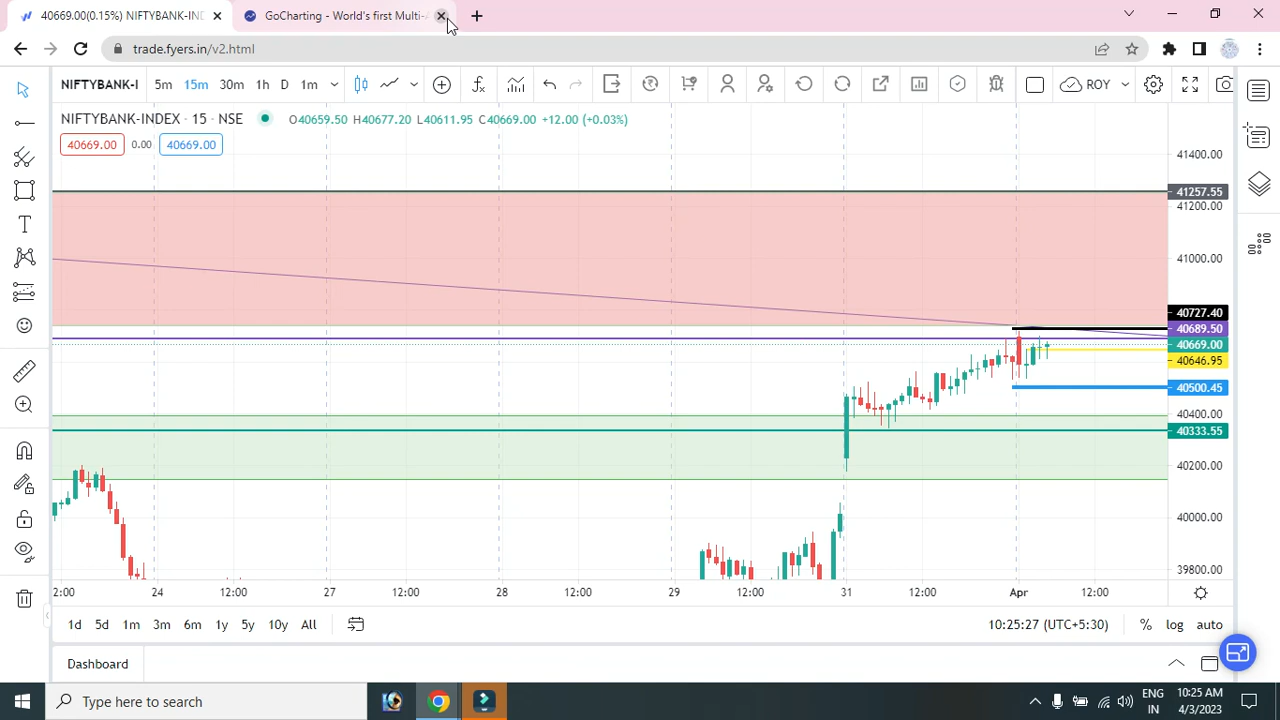 40669.00(0.15%) NIFTYBANK-IND
GoCharting - World's first Multi-A
trade.fyers.in/v2.html
NIFTYBANK-I 5m 15m 30m 1h D 1m ROY
NIFTYBANK-INDEX · 15 · NSE O40659.50 H40677.20 L40611.95 C40669.00 +12.00 (+0.03%)
40669.00 0.00 40669.00
41400.00
41257.55
41200.00
41000.00
40727.40
40689.50
40669.00
40646.95
40500.45
40400.00
40333.55
40200.00
40000.00
39800.00
2:00 24 12:00 27 12:00 28 12:00 29 12:00 31 12:00 Apr 12:00
1d 5d 1m 3m 6m 1y 5y 10y All 10:25:27 (UTC+5:30) % log auto
Dashboard
Type here to search
ENG
IN
10:25 AM
4/3/2023